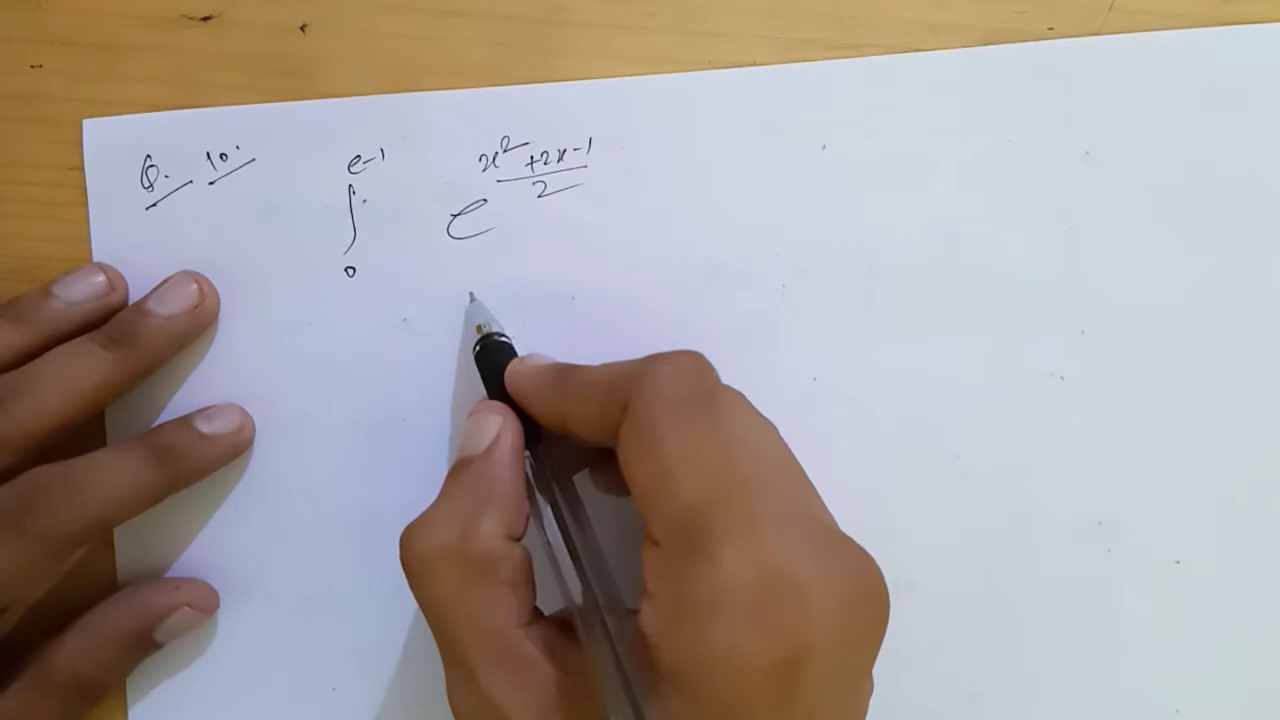 Q. 10.
∫₀^{e-1} e^{(x²+2x-1)/2}